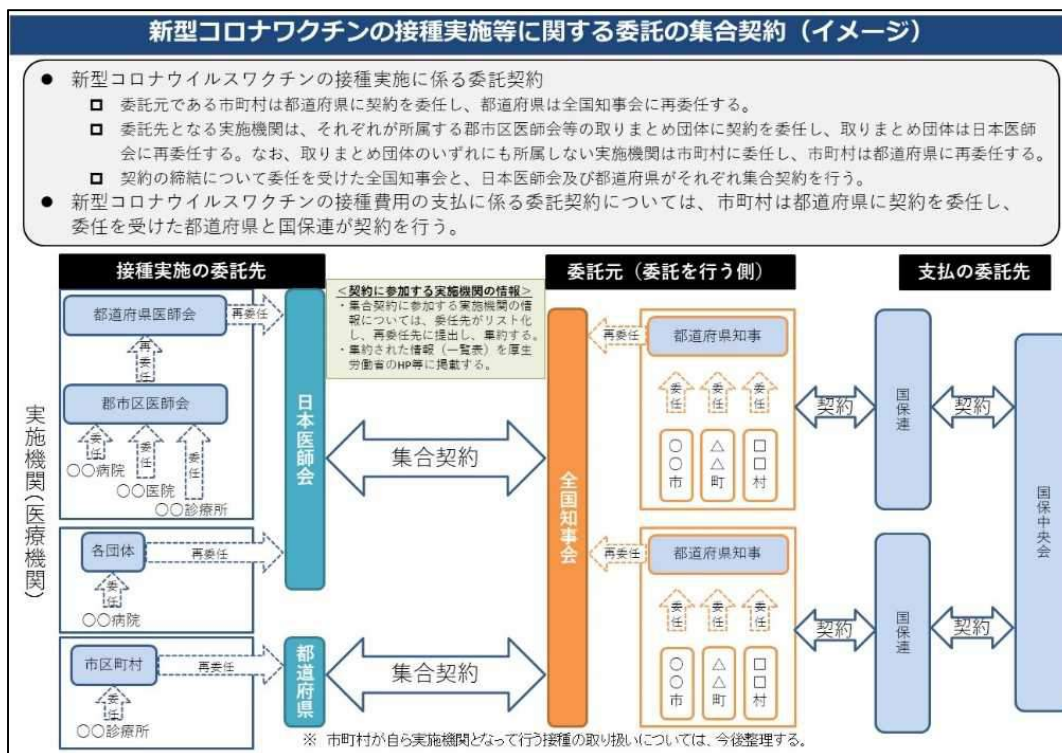 新型コロナワクチンの接種実施等に関する委託の集合契約（イメージ）
● 新型コロナウイルスワクチンの接種実施に係る委託契約
□ 委託元である市町村は都道府県に契約を委任し、都道府県は全国知事会に再委任する。
□ 委託先となる実施機関は、それぞれが所属する郡市区医師会等の取りまとめ団体に契約を委任し、取りまとめ団体は日本医師
会に再委任する。なお、取りまとめ団体のいずれにも所属しない実施機関は市町村に委任し、市町村は都道府県に再委任する。
□ 契約の締結について委任を受けた全国知事会と、日本医師会及び都道府県がそれぞれ集合契約を行う。
● 新型コロナウイルスワクチンの接種費用の支払に係る委託契約については、市町村は都道府県に契約を委任し、
委任を受けた都道府県と国保連が契約を行う。
接種実施の委託先
実施機関(医療機関)
都道府県医師会
再委任
再委任
郡市区医師会
委任
委任
委任
〇〇病院
〇〇医院
〇〇診療所
各団体
再委任
委任
〇〇病院
市区町村
再委任
委任
〇〇診療所
日本医師会
都道府県
＜契約に参加する実施機関の情報＞
・集合契約に参加する実施機関の情
報については、委任先がリスト化
し、再委任先に提出し、集約する。
・集約された情報（一覧表）を厚生
労働省のHP等に掲載する。
集合契約
集合契約
委託元（委託を行う側）
全国知事会
再委任
都道府県知事
委任
委任
委任
〇〇市
△△町
□□村
再委任
都道府県知事
委任
委任
委任
〇〇市
△△町
□□村
契約
契約
支払の委託先
国保連
国保連
契約
契約
国保中央会
※ 市町村が自ら実施機関となって行う接種の取り扱いについては、今後整理する。